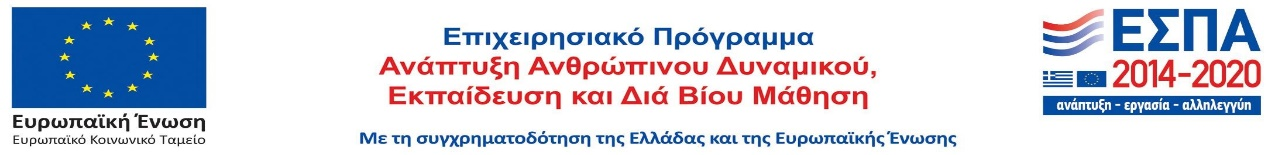 Ευρωπαϊκή Ένωση
Ευρωπαϊκό Κοινωνικό Ταμείο
Επιχειρησιακό Πρόγραμμα
Ανάπτυξη Ανθρώπινου Δυναμικού,
Εκπαίδευση και Διά Βίου Μάθηση
Με τη συγχρηματοδότηση της Ελλάδας και της Ευρωπαϊκής Ένωσης
ΕΣΠΑ
2014-2020
ανάπτυξη - εργασία - αλληλεγγύη